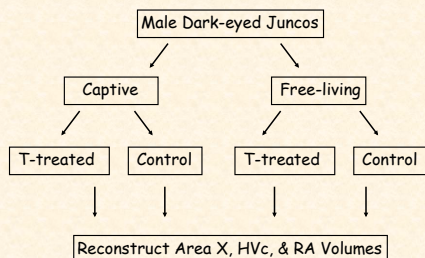 Male Dark-eyed Juncos
Captive Free-living
T-treated Control T-treated Control
Reconstruct Area X, HVc, & RA Volumes